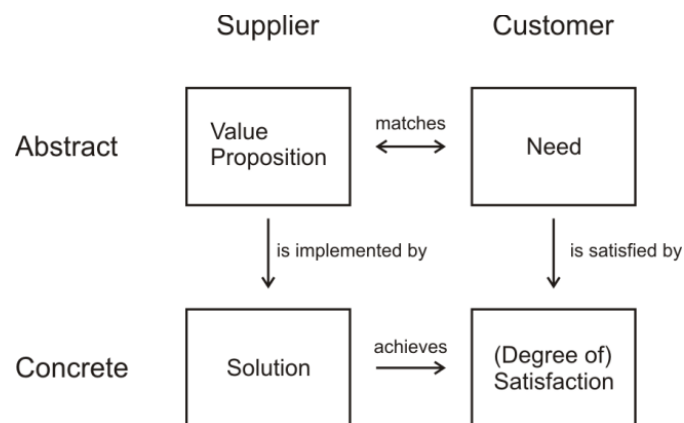 Supplier
Customer
Abstract
Value
Proposition
matches
Need
is implemented by
is satisfied by
Concrete
Solution
achieves
(Degree of)
Satisfaction